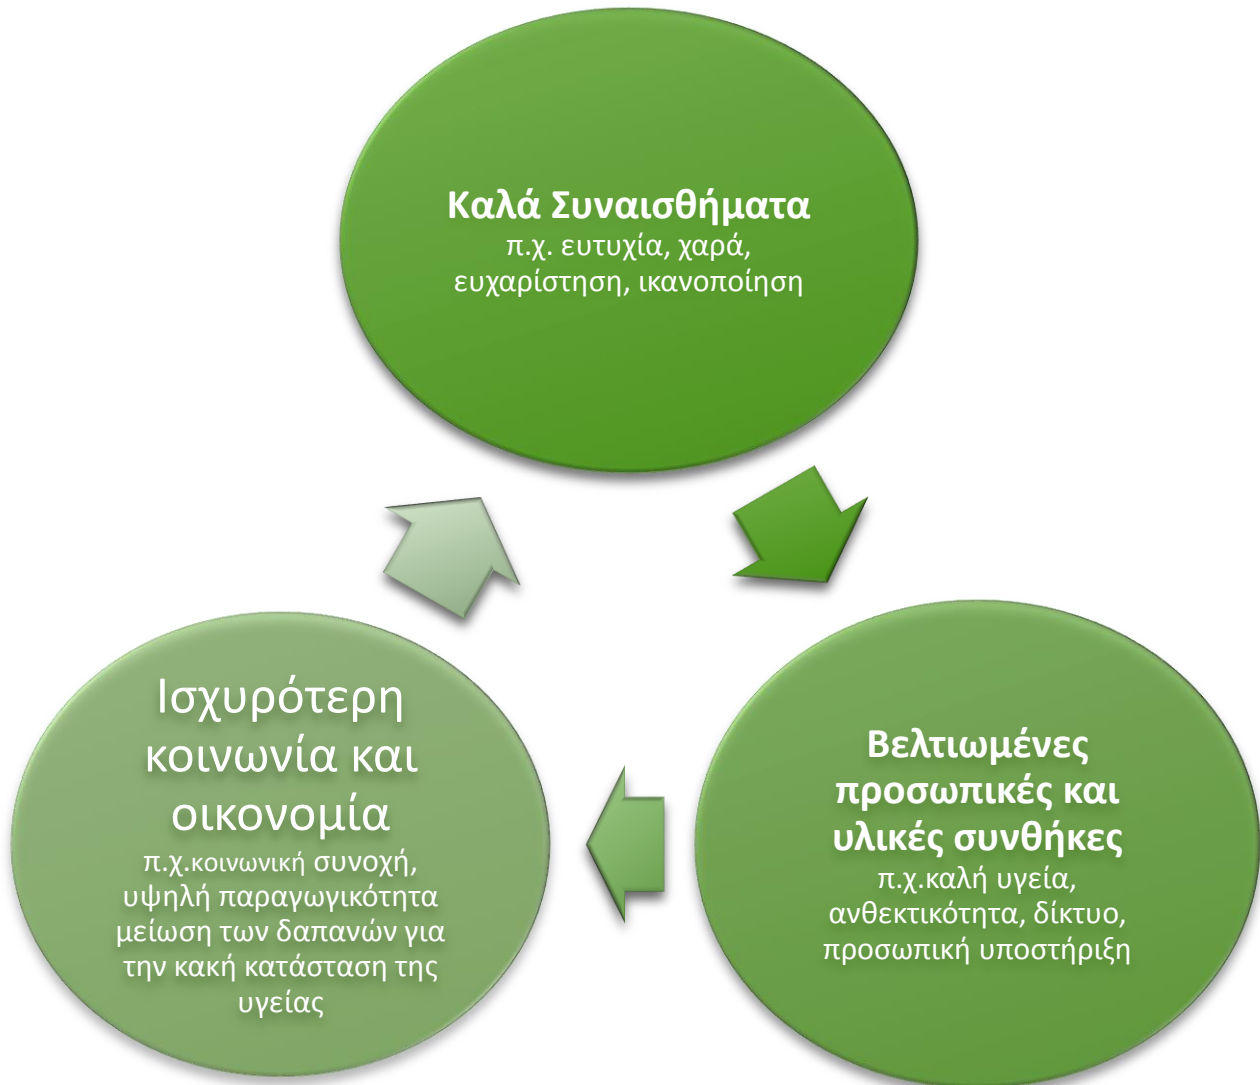 Καλά Συναισθήματα
π.χ. ευτυχία, χαρά,
ευχαρίστηση, ικανοποίηση
Βελτιωμένες
προσωπικές και
υλικές συνθήκες
π.χ.καλή υγεία,
ανθεκτικότητα, δίκτυο,
προσωπική υποστήριξη
Ισχυρότερη
κοινωνία και
οικονομία
π.χ.κοινωνική συνοχή,
υψηλή παραγωγικότητα
μείωση των δαπανών για
την κακή κατάσταση της
υγείας